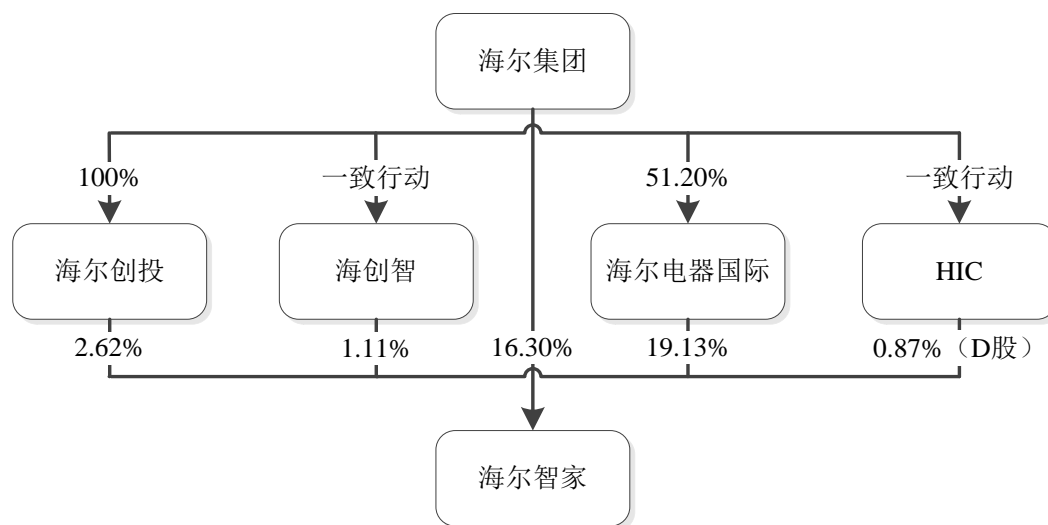 海尔集团
100%
一致行动
51.20%
一致行动
海尔创投
海创智
海尔电器国际
HIC
2.62%
1.11%
16.30%
19.13%
0.87%（D股）
海尔智家